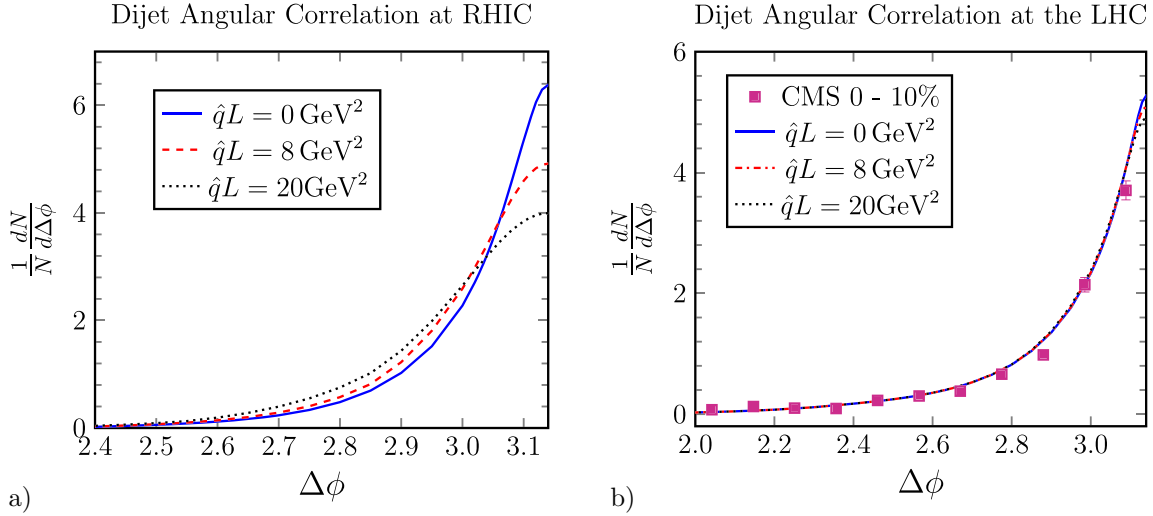 Dijet Angular Correlation at RHIC
6
4
2
0
2.4 2.5 2.6 2.7 2.8 2.9 3.0 3.1
1/N dN/dΔϕ
Δϕ
q̂L = 0 GeV²
q̂L = 8 GeV²
q̂L = 20GeV²
a)
Dijet Angular Correlation at the LHC
6
4
2
0
2.0 2.2 2.4 2.6 2.8 3.0
1/N dN/dΔϕ
Δϕ
CMS 0 - 10%
q̂L = 0 GeV²
q̂L = 8 GeV²
q̂L = 20GeV²
b)